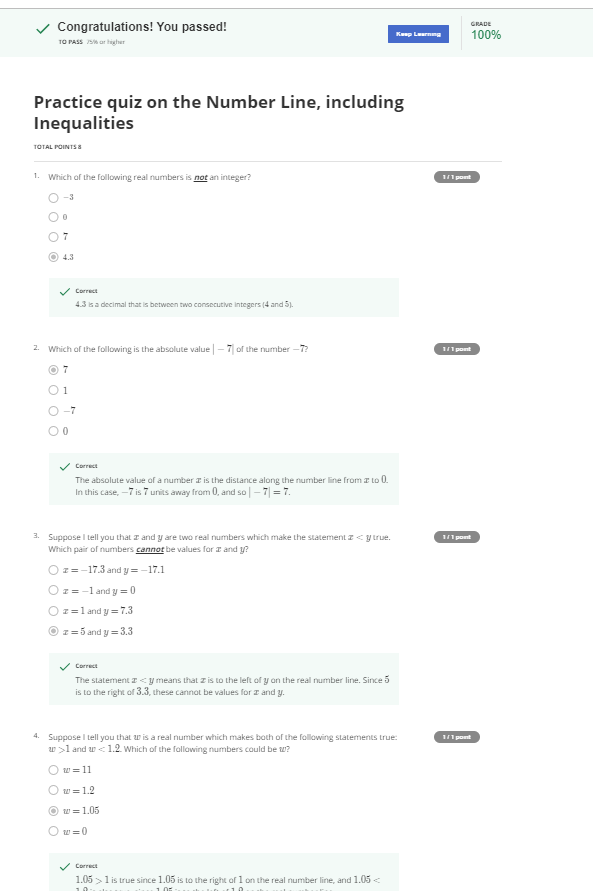 Congratulations! You passed!
TO PASS 75% or higher
Keep Learning
GRADE
100%
Practice quiz on the Number Line, including
Inequalities
TOTAL POINTS 8
1. Which of the following real numbers is not an integer?
1 / 1 point
−3
0
7
4.3
Correct
4.3 is a decimal that is between two consecutive integers (4 and 5).
2. Which of the following is the absolute value | − 7| of the number −7?
1 / 1 point
7
1
−7
0
Correct
The absolute value of a number x is the distance along the number line from x to 0.
In this case, −7 is 7 units away from 0, and so | − 7| = 7.
3. Suppose I tell you that x and y are two real numbers which make the statement x < y true.
Which pair of numbers cannot be values for x and y?
1 / 1 point
x = −17.3 and y = −17.1
x = −1 and y = 0
x = 1 and y = 7.3
x = 5 and y = 3.3
Correct
The statement x < y means that x is to the left of y on the real number line. Since 5
is to the right of 3.3, these cannot be values for x and y.
4. Suppose I tell you that w is a real number which makes both of the following statements true:
w >1 and w < 1.2. Which of the following numbers could be w?
1 / 1 point
w = 11
w = 1.2
w = 1.05
w = 0
Correct
1.05 > 1 is true since 1.05 is to the right of 1 on the real number line, and 1.05 <